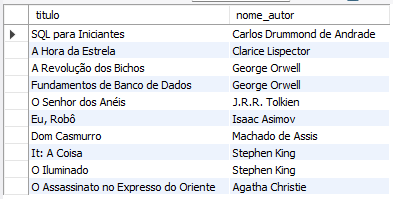 titulo nome_autor
SQL para Iniciantes Carlos Drummond de Andrade
A Hora da Estrela Clarice Lispector
A Revolução dos Bichos George Orwell
Fundamentos de Banco de Dados George Orwell
O Senhor dos Anéis J.R.R. Tolkien
Eu, Robô Isaac Asimov
Dom Casmurro Machado de Assis
It: A Coisa Stephen King
O Iluminado Stephen King
O Assassinato no Expresso do Oriente Agatha Christie